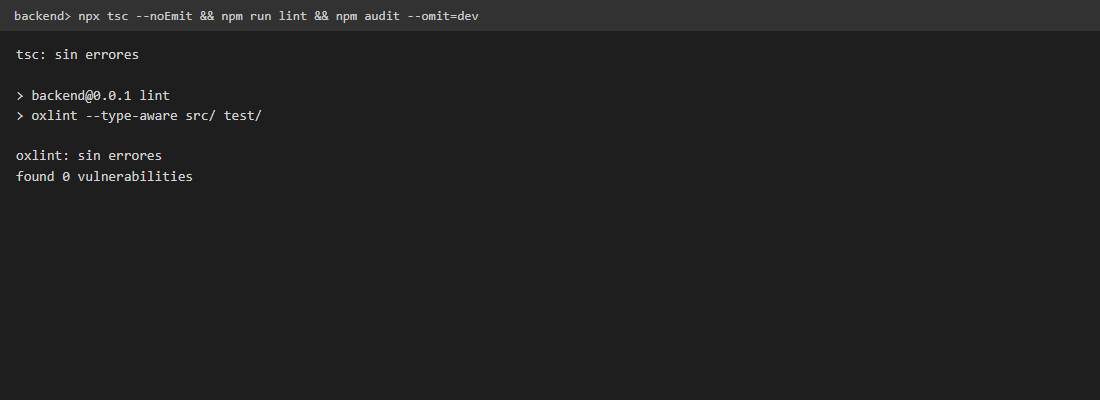 backend> npx tsc --noEmit && npm run lint && npm audit --omit=dev
tsc: sin errores
> backend@0.0.1 lint
> oxlint --type-aware src/ test/
oxlint: sin errores
found 0 vulnerabilities